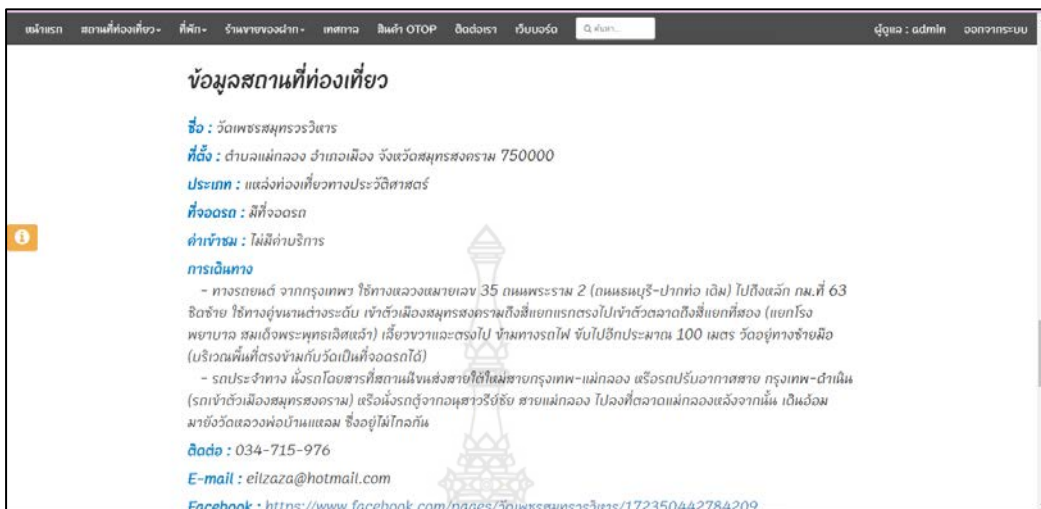 หน้าแรก สถานที่ท่องเที่ยว ที่พัก ร้านขายของฝาก เทศกาล สินค้า OTOP ติดต่อเรา เว็บบอร์ด ค้นหา... ผู้ดูแล : admin ออกจากระบบ
ข้อมูลสถานที่ท่องเที่ยว
ชื่อ : วัดเพชรสมุทรวรวิหาร
ที่ตั้ง : ตำบลแม่กลอง อำเภอเมือง จังหวัดสมุทรสงคราม 750000
ประเภท : แหล่งท่องเที่ยวทางประวัติศาสตร์
ที่จอดรถ : มีที่จอดรถ
ค่าเข้าชม : ไม่มีค่าบริการ
การเดินทาง
- ทางรถยนต์ จากกรุงเทพฯ ใช้ทางหลวงหมายเลข 35 ถนนพระราม 2 (ถนนธนบุรี-ปากท่อ เดิม) ไปถึงหลัก กม.ที่ 63
ชิดซ้าย ใช้ทางคู่ขนานต่างระดับ เข้าตัวเมืองสมุทรสงครามถึงสี่แยกแรกตรงไปเข้าตัวตลาดถึงสี่แยกที่สอง (แยกโรง
พยาบาล สมเด็จพระพุทธเลิศหล้า) เลี้ยวขวาและตรงไป ข้ามทางรถไฟ ขับไปอีกประมาณ 100 เมตร วัดอยู่ทางซ้ายมือ
(บริเวณพื้นที่ตรงข้ามกับวัดเป็นที่จอดรถได้)
- รถประจำทาง นั่งรถโดยสารที่สถานนีขนส่งสายใต้ใหม่สายกรุงเทพ-แม่กลอง หรือรถปรับอากาศสาย กรุงเทพ-ดำเนิน
(รถเข้าตัวเมืองสมุทรสงคราม) หรือนั่งรถตู้จากอนุสาวรีย์ชัย สายแม่กลอง ไปลงที่ตลาดแม่กลองหลังจากนั้น เดินอ้อม
มายังวัดหลวงพ่อบ้านแหลม ซึ่งอยู่ไม่ไกลกัน
ติดต่อ : 034-715-976
E-mail : eilzaza@hotmail.com
Facebook : https://www.facebook.com/pages/วัดเพชรสมุทรวรวิหาร/172350442784209